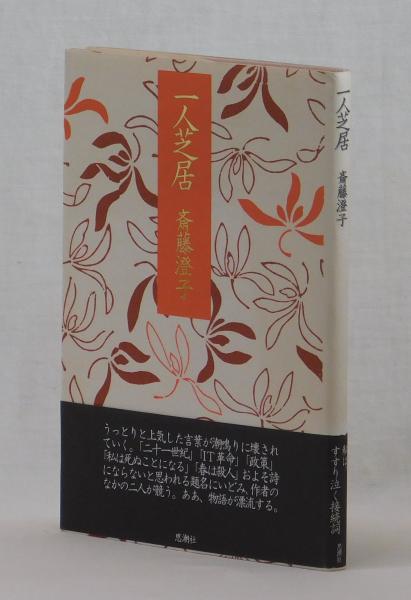 一人芝居
斎藤澄子
うっとりと上気した言葉が潮鳴りに壊され
ていく。「二十一世紀」「IT革命」「政策」
「私は死ぬことになる」「春は殺人」およそ詩
にならないと思われる題名にいどみ、作者の
なかの二人が競う。ああ、物語が漂流する。
思潮社
一人芝居
斎藤澄子
すすり泣く接続詞
思潮社